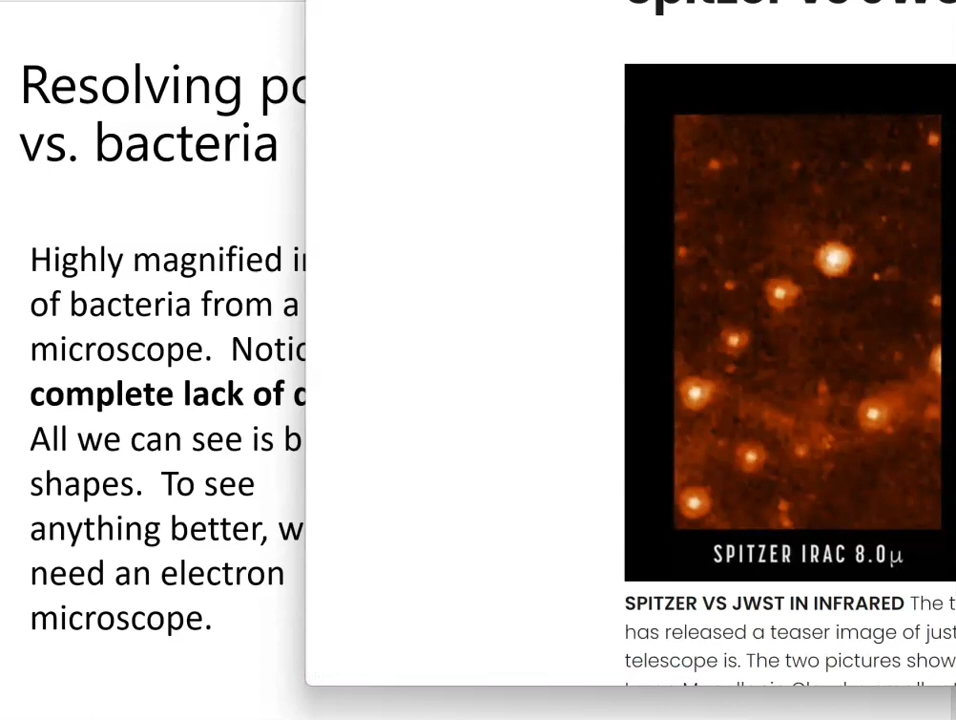 Resolving
vs. bacteria
Highly magnified
of bacteria from a
microscope.
complete lack of
All we can see is
shapes. To see
anything better,
need an electron
microscope.
Spitzer vs
SPITZER IRAC 8.0μ
SPITZER VS JWST IN INFRARED The
has released a teaser image of just
telescope is. The two pictures show